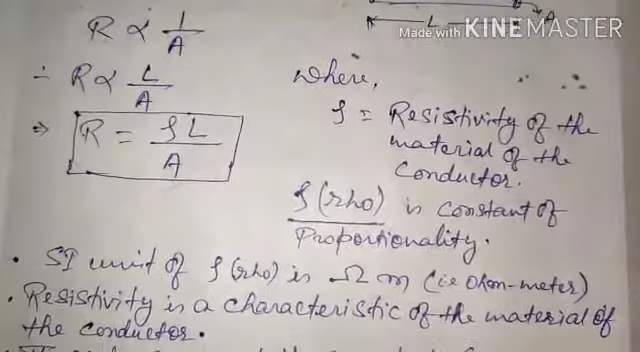 L A
Made with KINEMASTER
R ∝ 1/A
∴ R ∝ L/A where,
⇒ R = ρL/A
ρ = Resistivity of the
material of the
Conductor.
ρ (rho) is constant of
Proportionality.
• SI unit of ρ (rho) is Ω m (ie Ohm-meter)
• Resistivity is a characteristic of the material of
the conductor.